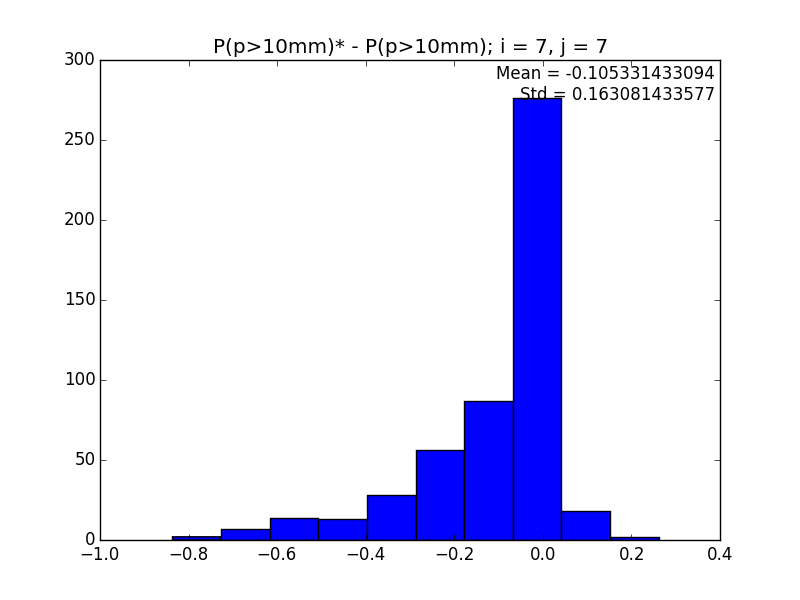 P(p>10mm)* - P(p>10mm); i = 7, j = 7
Mean = -0.105331433094
Std = 0.163081433577
300
250
200
150
100
50
0
−1.0 −0.8 −0.6 −0.4 −0.2 0.0 0.2 0.4